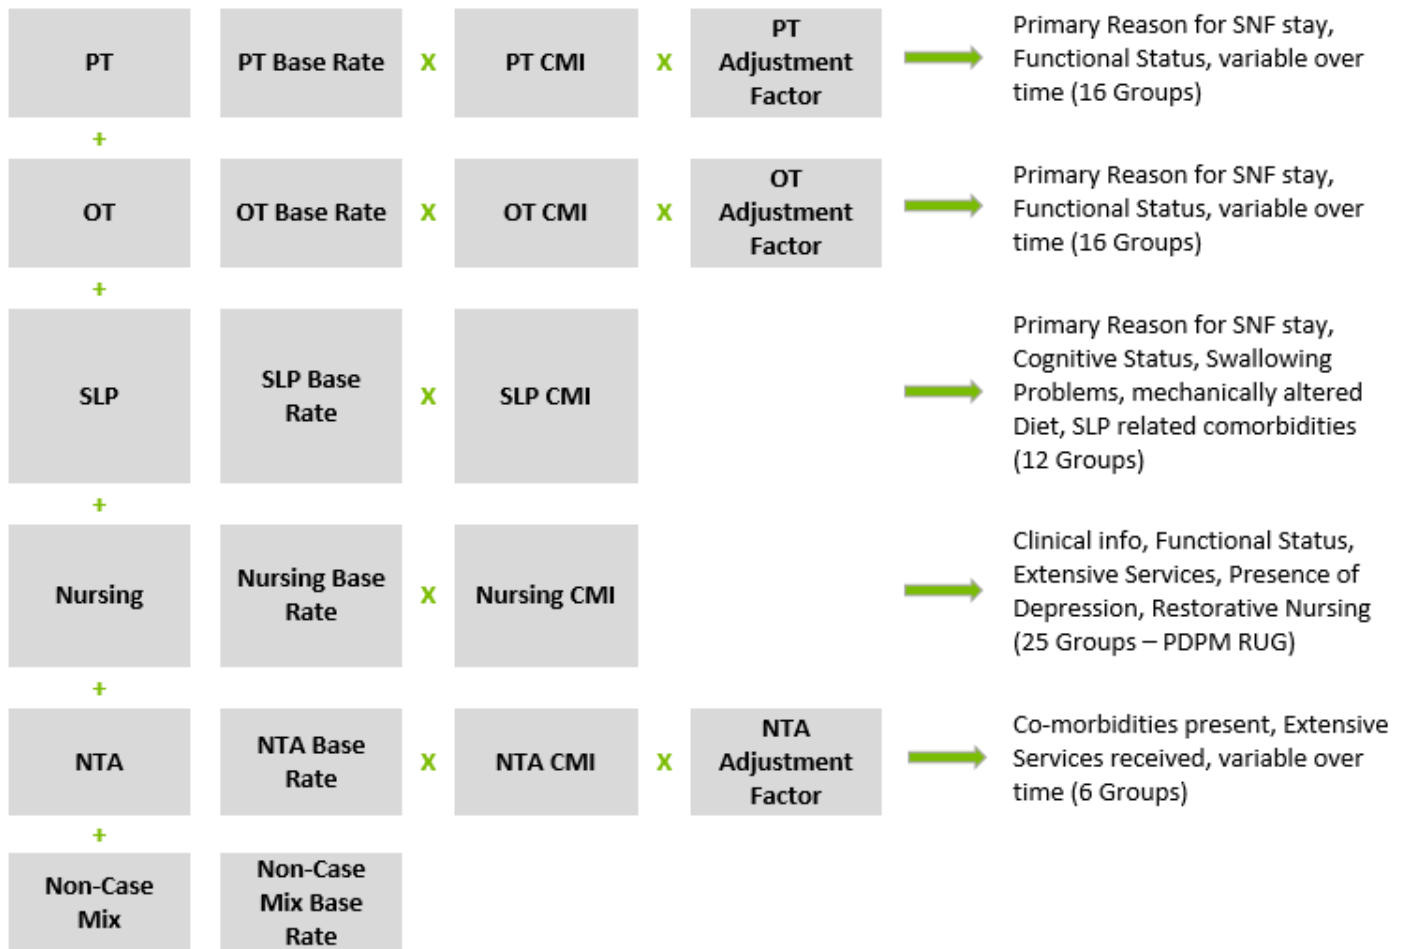 PT
PT Base Rate
X
PT CMI
X
PT
Adjustment
Factor
Primary Reason for SNF stay,
Functional Status, variable over
time (16 Groups)
+
OT
OT Base Rate
X
OT CMI
X
OT
Adjustment
Factor
Primary Reason for SNF stay,
Functional Status, variable over
time (16 Groups)
+
SLP
SLP Base
Rate
X
SLP CMI
Primary Reason for SNF stay,
Cognitive Status, Swallowing
Problems, mechanically altered
Diet, SLP related comorbidities
(12 Groups)
+
Nursing
Nursing Base
Rate
X
Nursing CMI
Clinical info, Functional Status,
Extensive Services, Presence of
Depression, Restorative Nursing
(25 Groups – PDPM RUG)
+
NTA
NTA Base
Rate
X
NTA CMI
X
NTA
Adjustment
Factor
Co-morbidities present, Extensive
Services received, variable over
time (6 Groups)
+
Non-Case
Mix
Non-Case
Mix Base
Rate